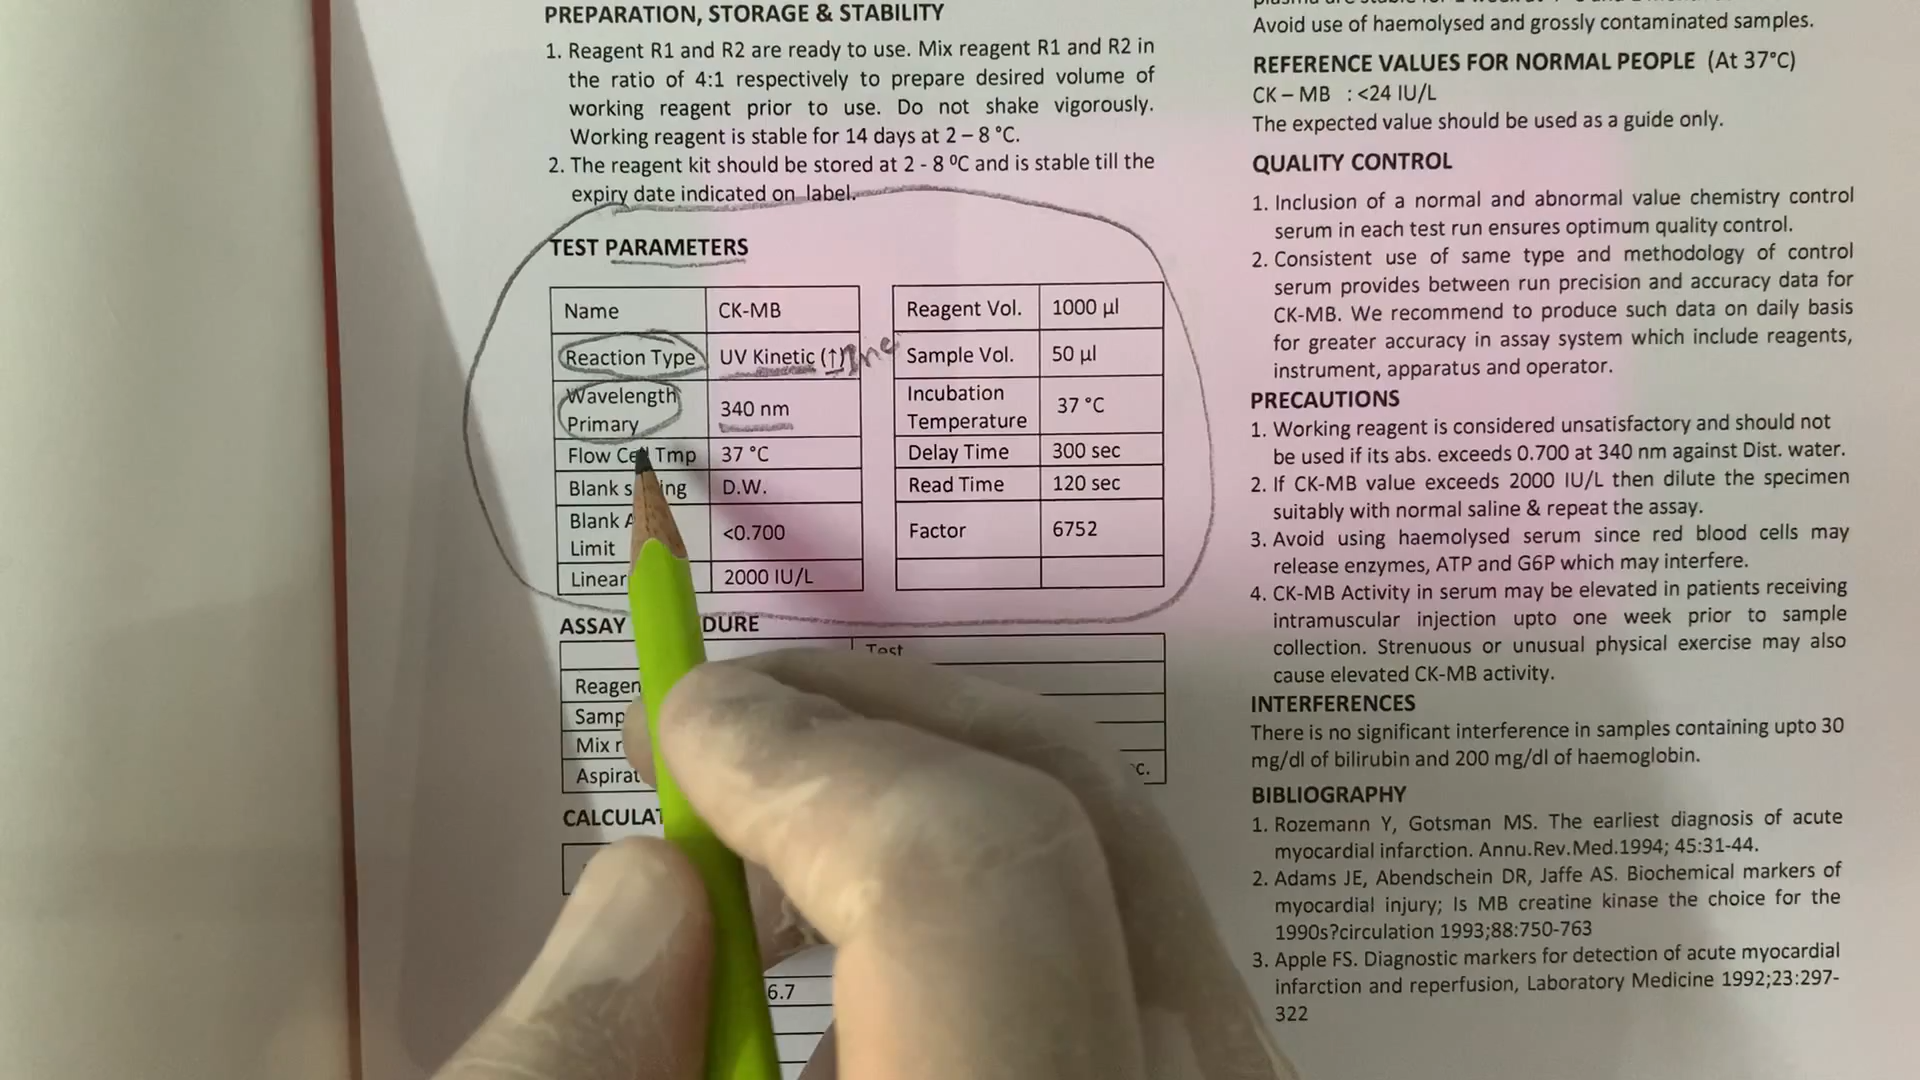 PREPARATION, STORAGE & STABILITY
1. Reagent R1 and R2 are ready to use. Mix reagent R1 and R2 in
the ratio of 4:1 respectively to prepare desired volume of
working reagent prior to use. Do not shake vigorously.
Working reagent is stable for 14 days at 2 – 8 °C.
2. The reagent kit should be stored at 2 - 8 ⁰C and is stable till the
expiry date indicated on label.
TEST PARAMETERS
Name CK-MB
Reaction Type UV Kinetic (↑)
Wavelength
Primary 340 nm
Flow Tmp 37 °C
Blank D.W.
Blank
Limit <0.700
Linear 2000 IU/L
Reagent Vol. 1000 µl
Sample Vol. 50 µl
Incubation
Temperature 37 °C
Delay Time 300 sec
Read Time 120 sec
Factor 6752
ASSAY
Test
Mix
6.7
Avoid use of haemolysed and grossly contaminated samples.
REFERENCE VALUES FOR NORMAL PEOPLE (At 37°C)
CK – MB : <24 IU/L
The expected value should be used as a guide only.
QUALITY CONTROL
1. Inclusion of a normal and abnormal value chemistry control
serum in each test run ensures optimum quality control.
2. Consistent use of same type and methodology of control
serum provides between run precision and accuracy data for
CK-MB. We recommend to produce such data on daily basis
for greater accuracy in assay system which include reagents,
instrument, apparatus and operator.
PRECAUTIONS
1. Working reagent is considered unsatisfactory and should not
be used if its abs. exceeds 0.700 at 340 nm against Dist. water.
2. If CK-MB value exceeds 2000 IU/L then dilute the specimen
suitably with normal saline & repeat the assay.
3. Avoid using haemolysed serum since red blood cells may
release enzymes, ATP and G6P which may interfere.
4. CK-MB Activity in serum may be elevated in patients receiving
intramuscular injection upto one week prior to sample
collection. Strenuous or unusual physical exercise may also
cause elevated CK-MB activity.
INTERFERENCES
There is no significant interference in samples containing upto 30
mg/dl of bilirubin and 200 mg/dl of haemoglobin.
BIBLIOGRAPHY
1. Rozemann Y, Gotsman MS. The earliest diagnosis of acute
myocardial infarction. Annu.Rev.Med.1994; 45:31-44.
2. Adams JE, Abendschein DR, Jaffe AS. Biochemical markers of
myocardial injury; Is MB creatine kinase the choice for the
1990s?circulation 1993;88:750-763
3. Apple FS. Diagnostic markers for detection of acute myocardial
infarction and reperfusion, Laboratory Medicine 1992;23:297-
322